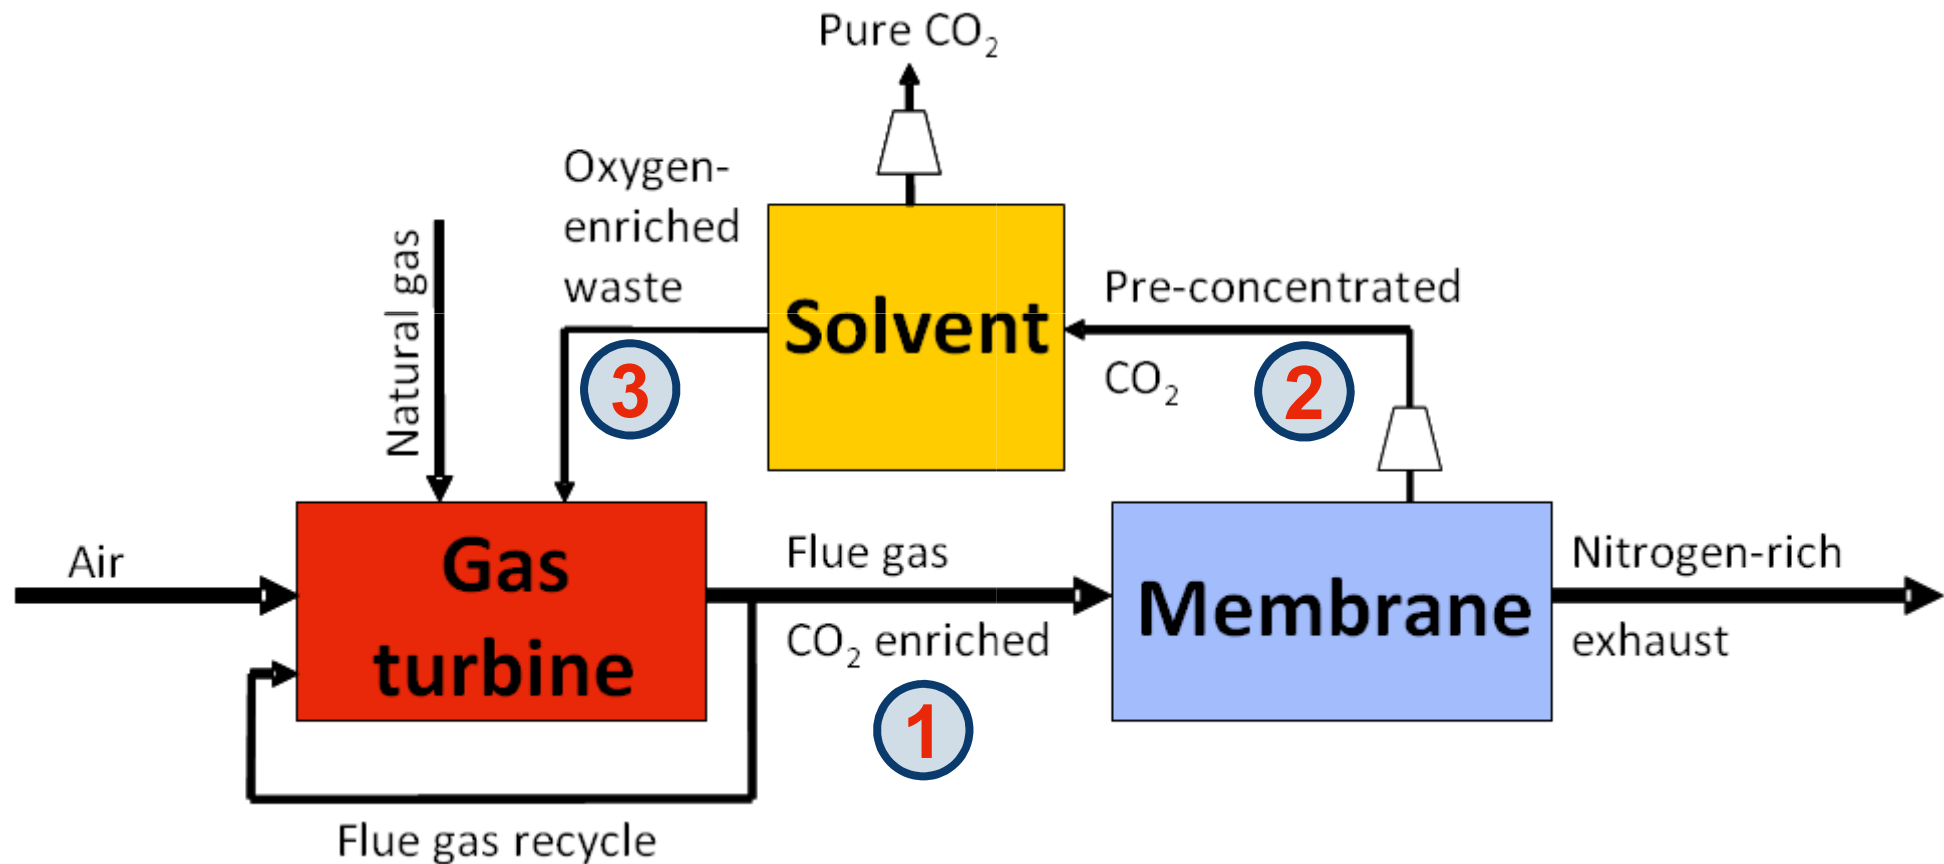 Pure CO₂
Oxygen-
enriched
waste
Natural gas
Solvent
Pre-concentrated
CO₂
3
2
Air
Gas
turbine
Flue gas
CO₂ enriched
1
Membrane
Nitrogen-rich
exhaust
Flue gas recycle